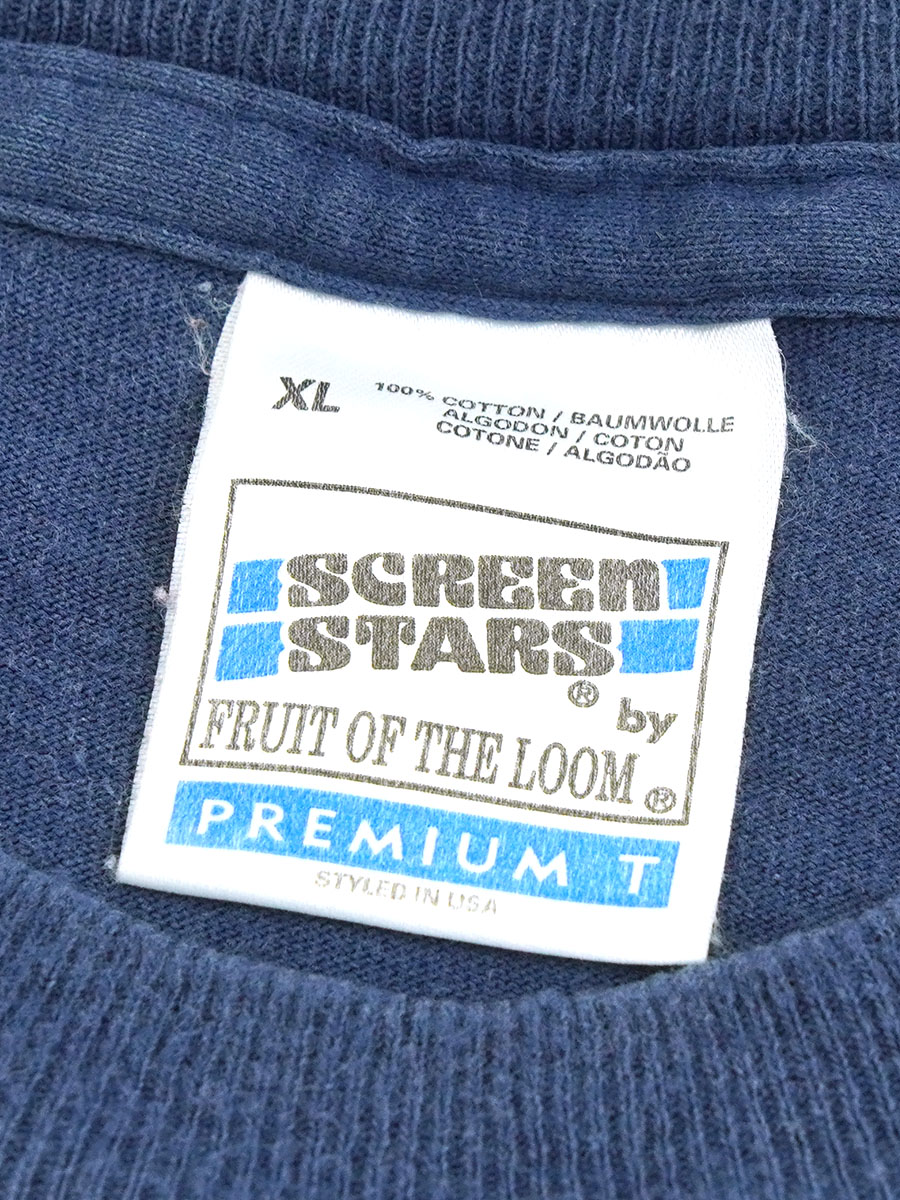 XL
100% COTTON / BAUMWOLLE
ALGODON / COTON
COTONE / ALGODÃO
SCREEN
STARS®
by
FRUIT OF THE LOOM®
PREMIUM T
STYLED IN USA